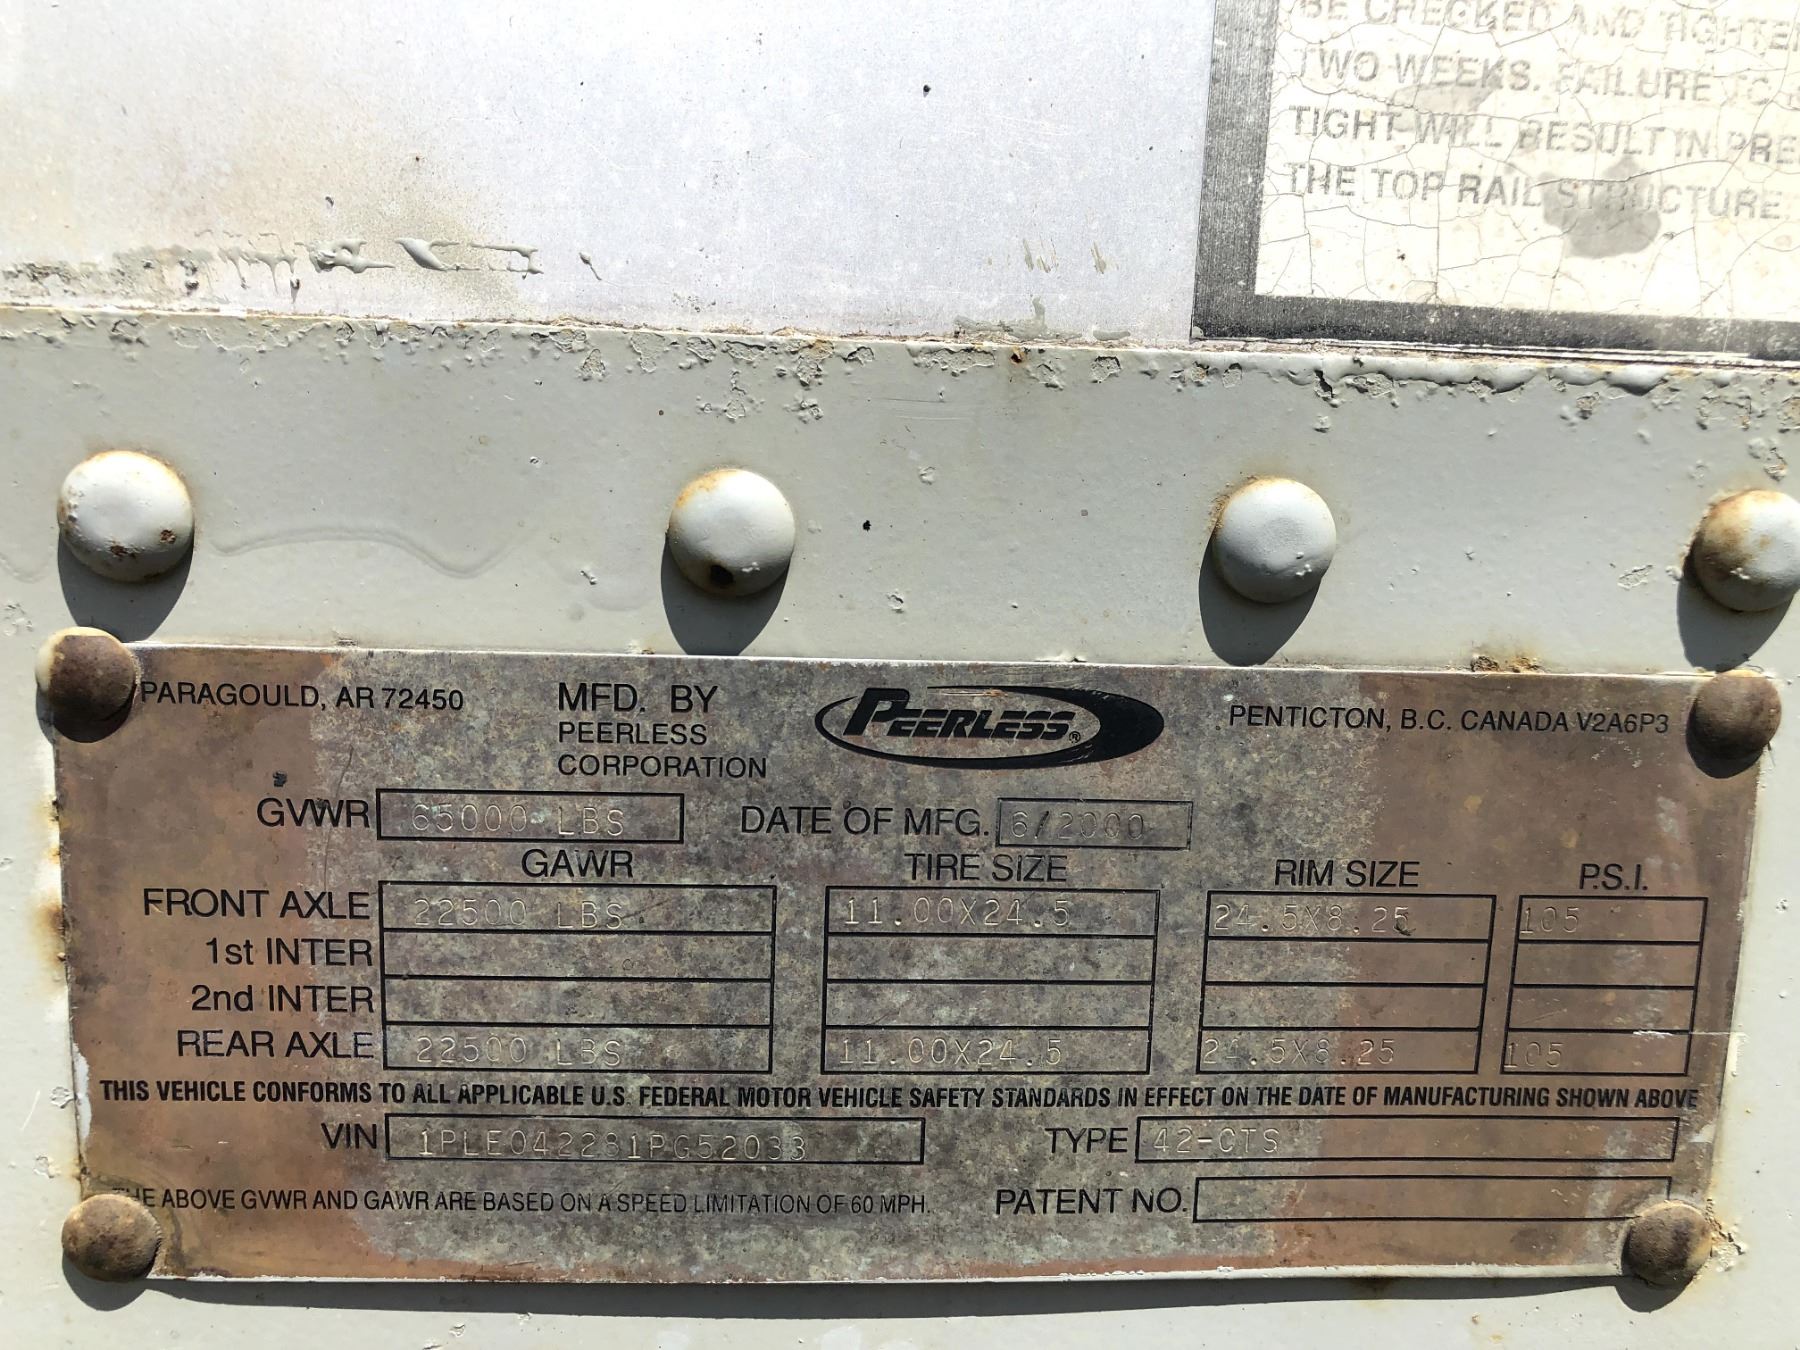 BE CHECKED AND TIGHTEN
TWO WEEKS. FAILURE TO
TIGHT WILL RESULT IN PRE
THE TOP RAIL STRUCTURE
PARAGOULD, AR 72450
MFD. BY
PEERLESS
CORPORATION
PEERLESS®
PENTICTON, B.C. CANADA V2A6P3
GVWR 65000 LBS DATE OF MFG. 6/2000
GAWR TIRE SIZE RIM SIZE P.S.I.
FRONT AXLE 22500 LBS 11.00X24.5 24.5X8.25 105
1st INTER
2nd INTER
REAR AXLE 22500 LBS 11.00X24.5 24.5X8.25 105
THIS VEHICLE CONFORMS TO ALL APPLICABLE U.S. FEDERAL MOTOR VEHICLE SAFETY STANDARDS IN EFFECT ON THE DATE OF MANUFACTURING SHOWN ABOVE
VIN 1PLE042281PG52033 TYPE 42-CTS
THE ABOVE GVWR AND GAWR ARE BASED ON A SPEED LIMITATION OF 60 MPH. PATENT NO.